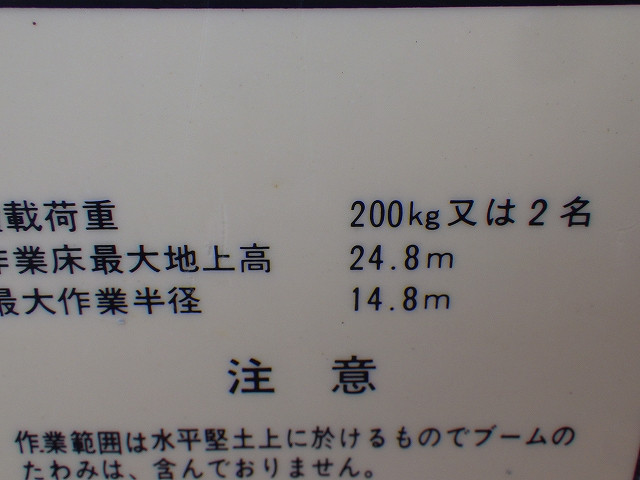 載荷重 200kg又は2名
作業床最大地上高 24.8m
最大作業半径 14.8m
注 意
作業範囲は水平堅土上に於けるものでブームの
たわみは、含んでおりません。